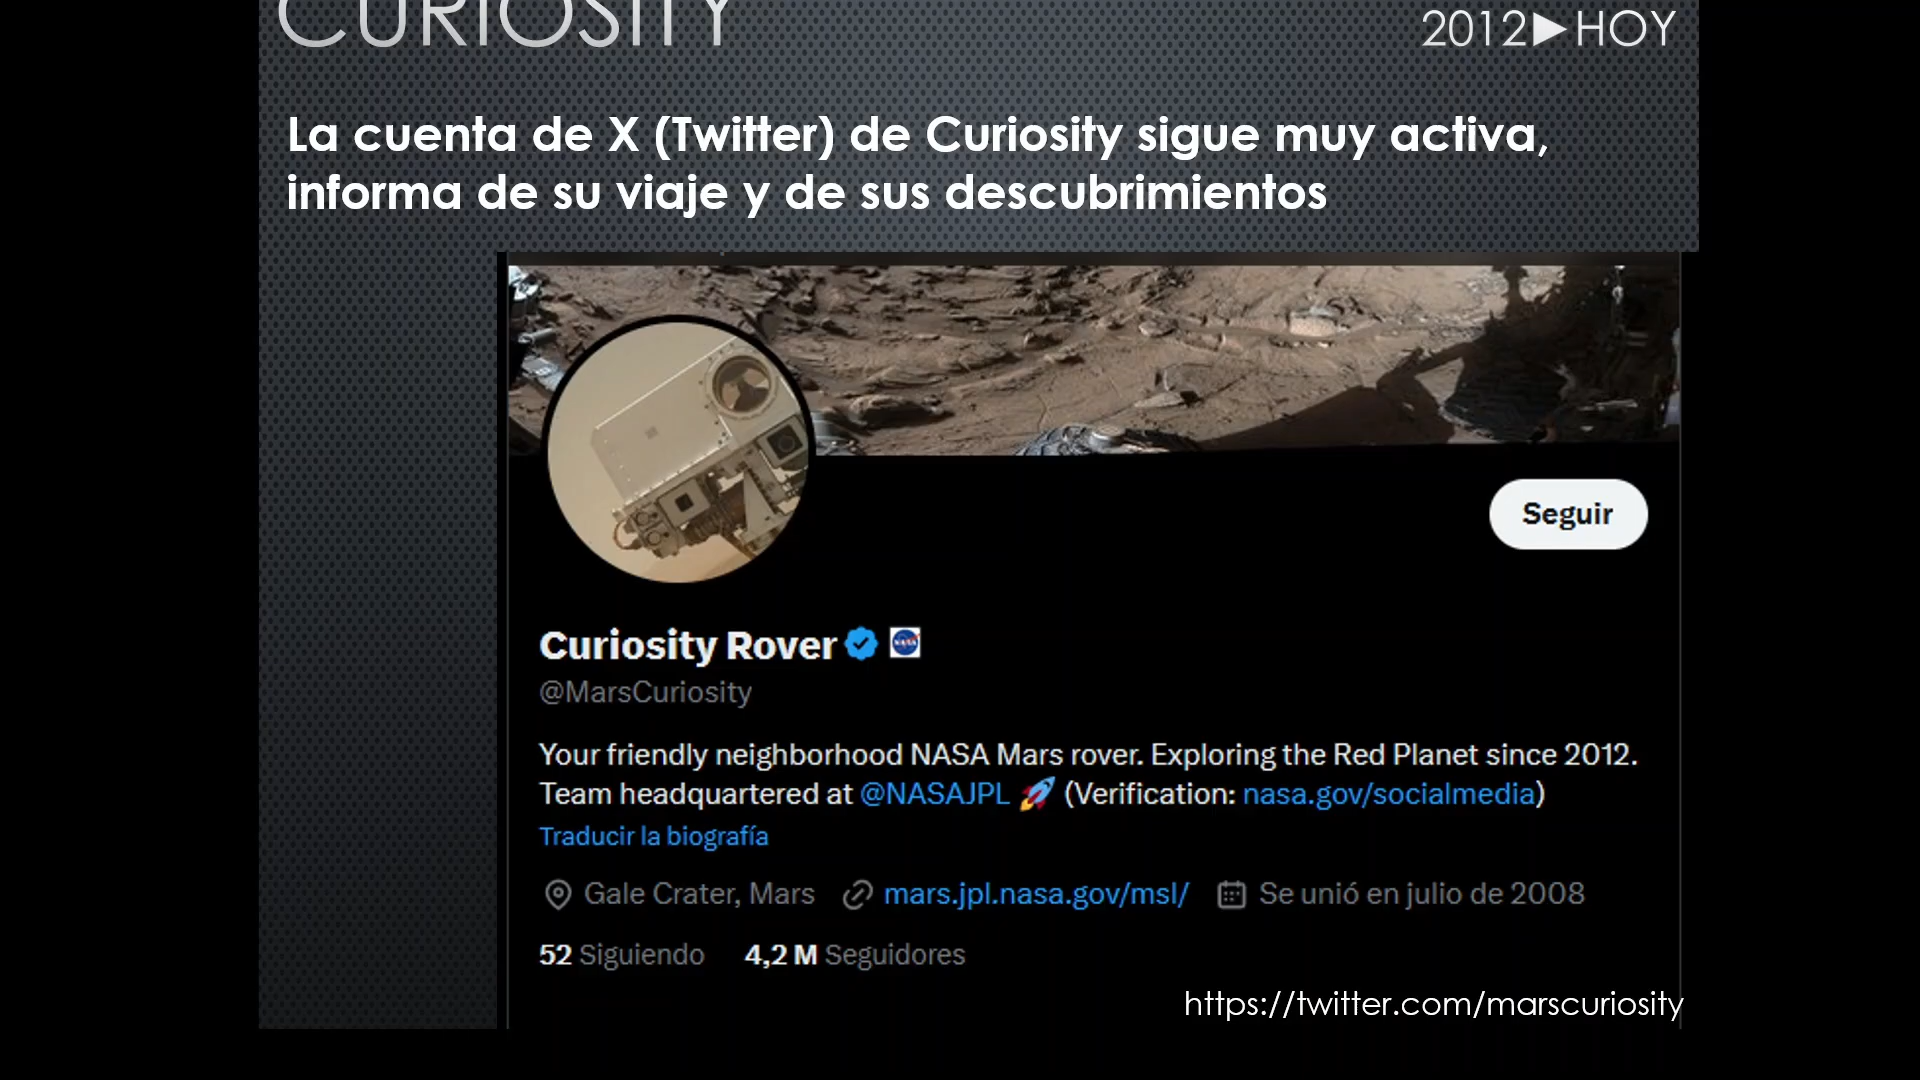 CURIOSITY
2012►HOY
La cuenta de X (Twitter) de Curiosity sigue muy activa,
informa de su viaje y de sus descubrimientos
Seguir
Curiosity Rover
NASA
@MarsCuriosity
Your friendly neighborhood NASA Mars rover. Exploring the Red Planet since 2012.
Team headquartered at @NASAJPL 🚀 (Verification: nasa.gov/socialmedia)
Traducir la biografía
Gale Crater, Mars mars.jpl.nasa.gov/msl/ Se unió en julio de 2008
52 Siguiendo 4,2 M Seguidores
https://twitter.com/marscuriosity